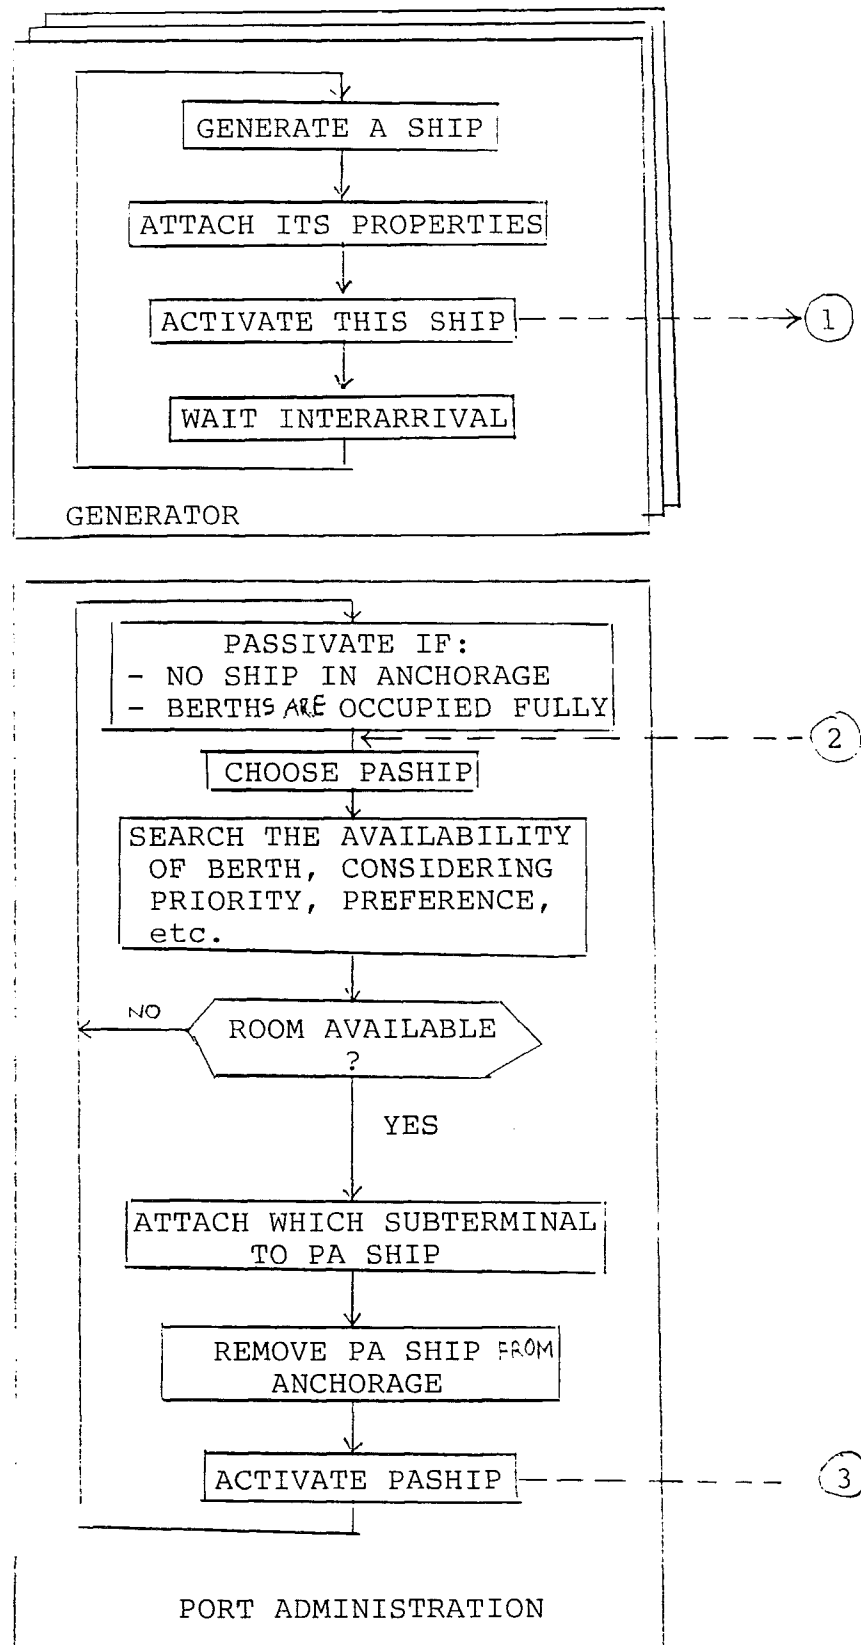 GENERATE A SHIP
ATTACH ITS PROPERTIES
ACTIVATE THIS SHIP
1
WAIT INTERARRIVAL
GENERATOR
PASSIVATE IF:
- NO SHIP IN ANCHORAGE
- BERTHS ARE OCCUPIED FULLY
2
CHOOSE PASHIP
SEARCH THE AVAILABILITY
OF BERTH, CONSIDERING
PRIORITY, PREFERENCE,
etc.
NO
ROOM AVAILABLE
?
YES
ATTACH WHICH SUBTERMINAL
TO PA SHIP
REMOVE PA SHIP FROM
ANCHORAGE
ACTIVATE PASHIP
3
PORT ADMINISTRATION